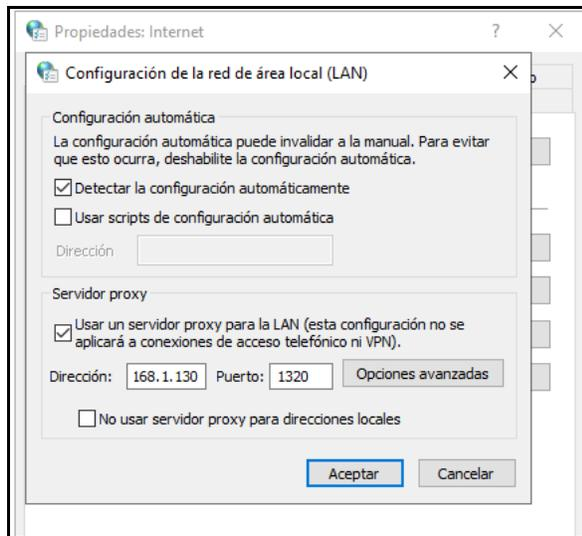 Propiedades: Internet
Configuración de la red de área local (LAN)
Configuración automática
La configuración automática puede invalidar a la manual. Para evitar
que esto ocurra, deshabilite la configuración automática.
Detectar la configuración automáticamente
Usar scripts de configuración automática
Dirección
Servidor proxy
Usar un servidor proxy para la LAN (esta configuración no se
aplicará a conexiones de acceso telefónico ni VPN).
Dirección: 168.1.130 Puerto: 1320 Opciones avanzadas
No usar servidor proxy para direcciones locales
Aceptar Cancelar